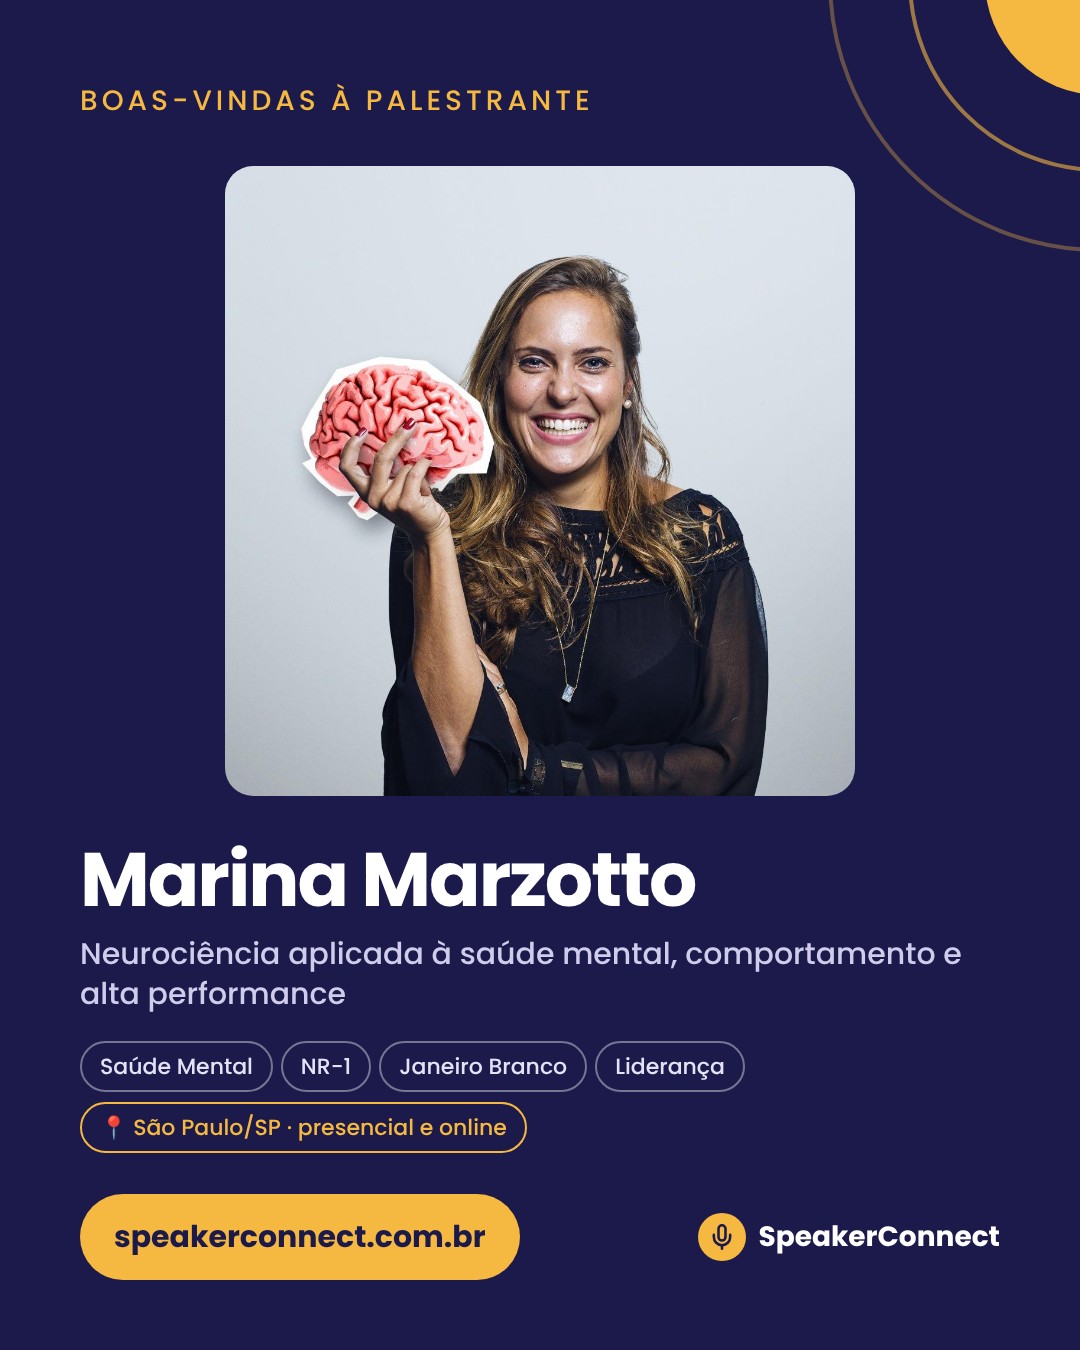 BOAS-VINDAS À PALESTRANTE
Marina Marzotto
Neurociência aplicada à saúde mental, comportamento e
alta performance
Saúde Mental
NR-1
Janeiro Branco
Liderança
📍 São Paulo/SP · presencial e online
speakerconnect.com.br
SpeakerConnect